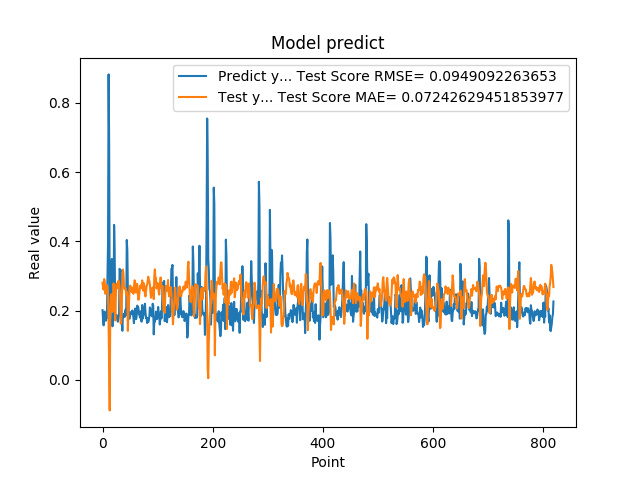 Model predict
Predict y... Test Score RMSE= 0.0949092263653
Test y... Test Score MAE= 0.07242629451853977
0.8
0.6
0.4
0.2
0.0
Real value
0 200 400 600 800
Point